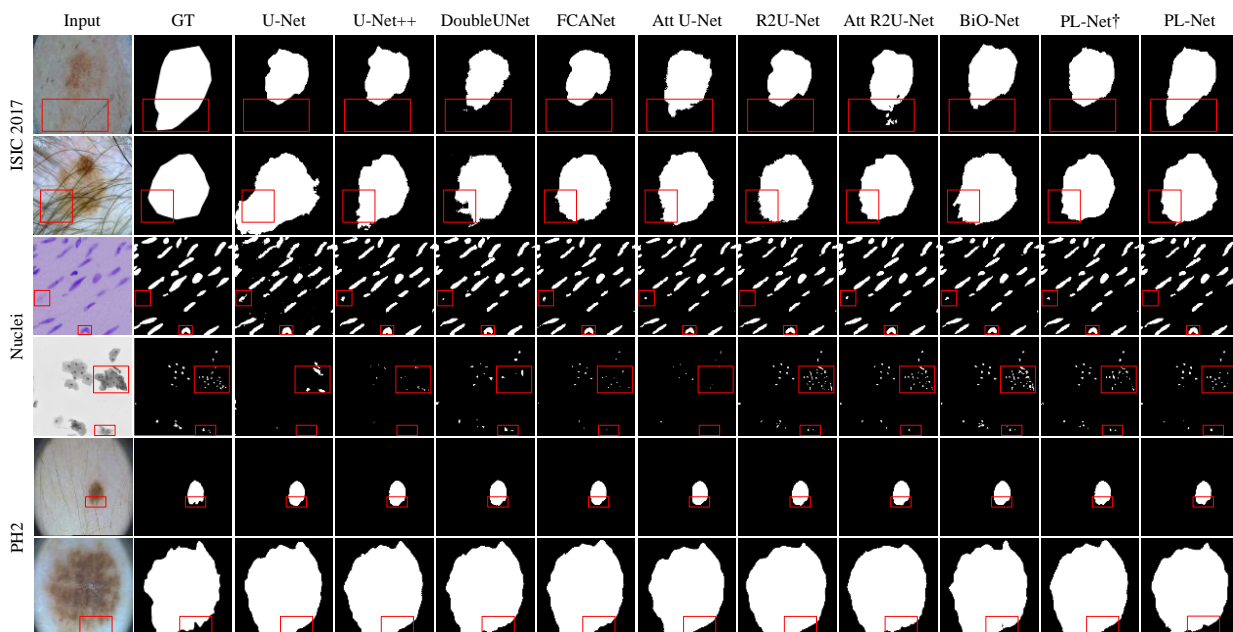 Input GT U-Net U-Net++ DoubleUNet FCANet Att U-Net R2U-Net Att R2U-Net BiO-Net PL-Net† PL-Net
ISIC 2017
Nuclei
PH2